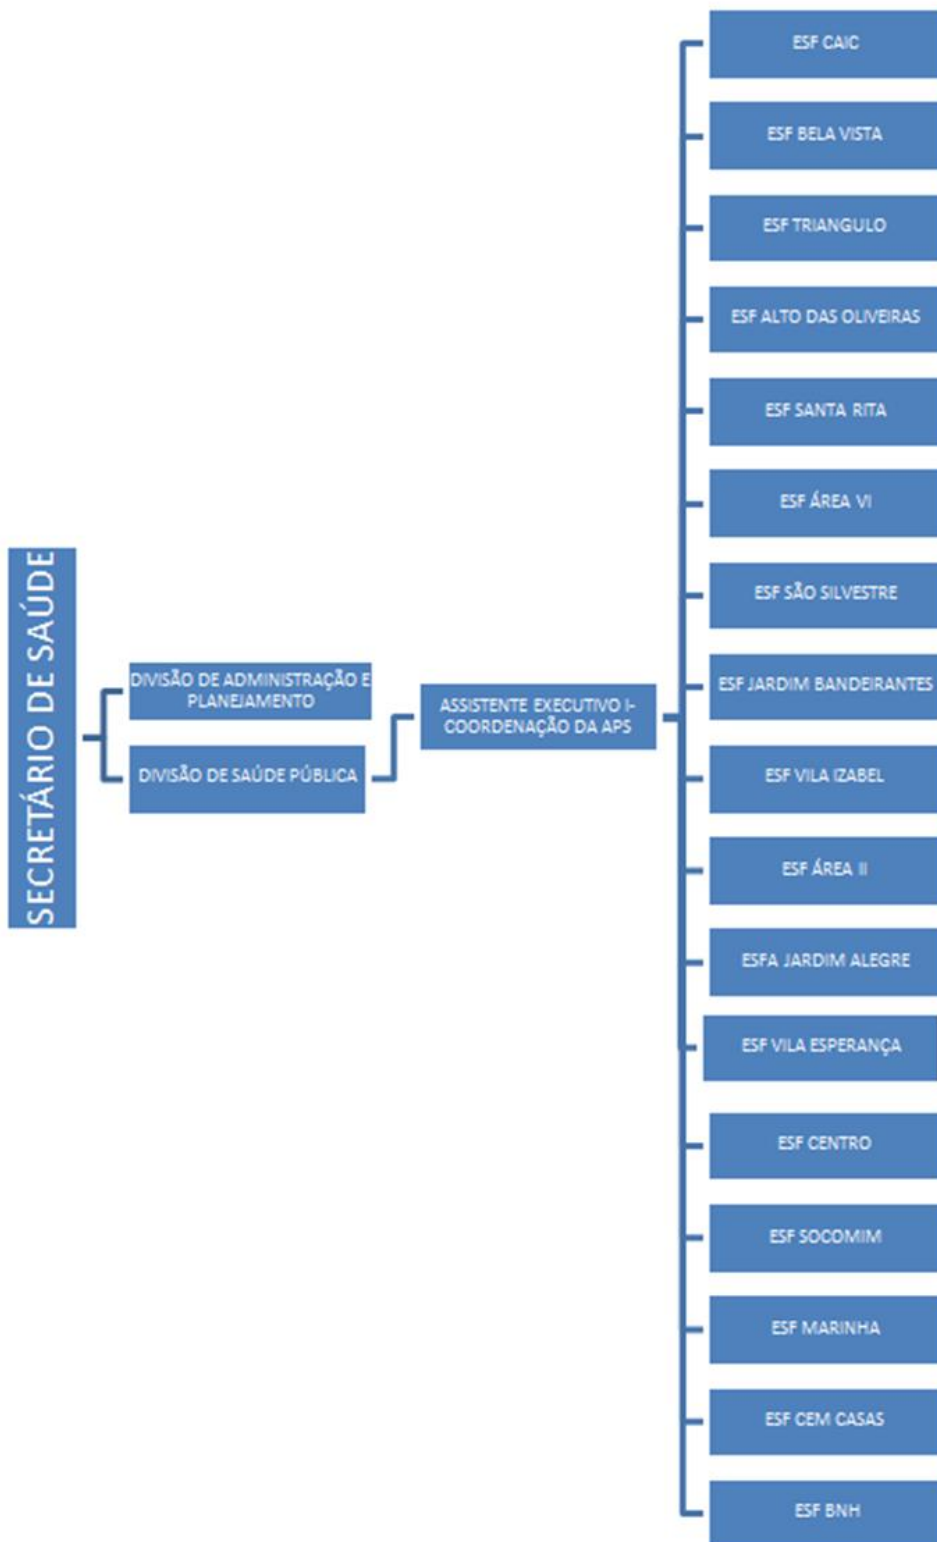 SECRETÁRIO DE SAÚDE
DIVISÃO DE ADMINISTRAÇÃO E
PLANEJAMENTO
DIVISÃO DE SAÚDE PÚBLICA
ASSISTENTE EXECUTIVO I-
COORDENAÇÃO DA APS
ESF CAIC
ESF BELA VISTA
ESF TRIANGULO
ESF ALTO DAS OLIVEIRAS
ESF SANTA RITA
ESF ÁREA VI
ESF SÃO SILVESTRE
ESF JARDIM BANDEIRANTES
ESF VILA IZABEL
ESF ÁREA II
ESFA JARDIM ALEGRE
ESF VILA ESPERANÇA
ESF CENTRO
ESF SOCOMIM
ESF MARINHA
ESF CEM CASAS
ESF BNH